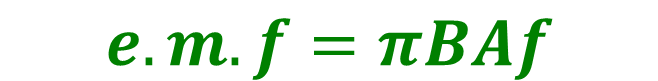 e.m.f = πBAf